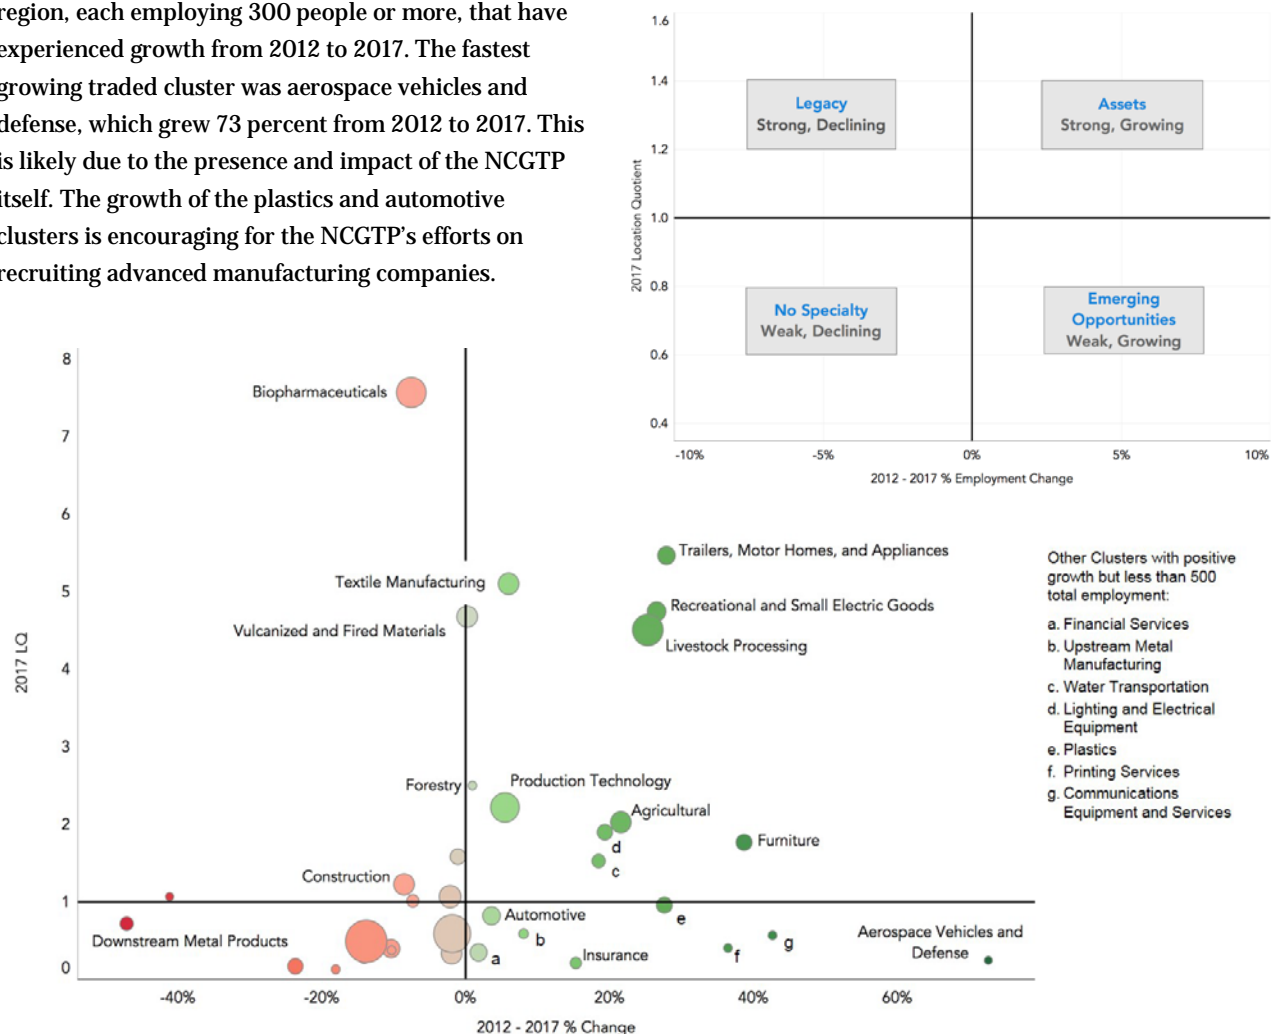 region, each employing 300 people or more, that have
experienced growth from 2012 to 2017. The fastest
growing traded cluster was aerospace vehicles and
defense, which grew 73 percent from 2012 to 2017. This
is likely due to the presence and impact of the NCGTP
itself. The growth of the plastics and automotive
clusters is encouraging for the NCGTP's efforts on
recruiting advanced manufacturing companies.
1.6
1.4
1.2
1.0
0.8
0.6
0.4
2017 Location Quotient
Legacy
Strong, Declining
Assets
Strong, Growing
No Specialty
Weak, Declining
Emerging
Opportunities
Weak, Growing
-10%
-5%
0%
5%
10%
2012 - 2017 % Employment Change
8
7
6
5
4
3
2
1
0
2017 LQ
Biopharmaceuticals
Trailers, Motor Homes, and Appliances
Textile Manufacturing
Recreational and Small Electric Goods
Vulcanized and Fired Materials
Livestock Processing
Forestry
Production Technology
Agricultural
d
Furniture
c
Construction
Automotive
e
b
Downstream Metal Products
a
Insurance
f
g
Aerospace Vehicles and
Defense
-40%
-20%
0%
20%
40%
60%
2012 - 2017 % Change
Other Clusters with positive
growth but less than 500
total employment:
a. Financial Services
b. Upstream Metal
Manufacturing
c. Water Transportation
d. Lighting and Electrical
Equipment
e. Plastics
f. Printing Services
g. Communications
Equipment and Services